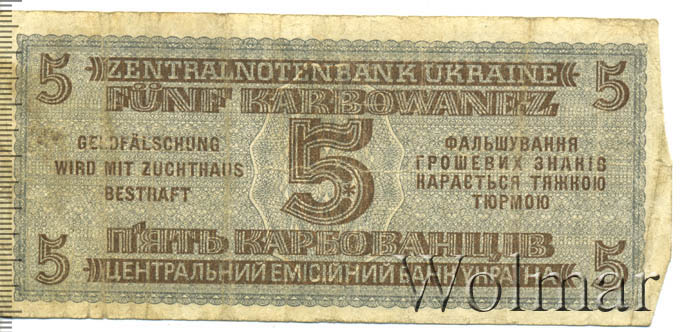 5 ZENTRALNOTENBANK UKRAINE 5
FÜNF KARBOWANEZ
GELDFÄLSCHUNG
WIRD MIT ZUCHTHAUS
BESTRAFT
5
ФАЛЬШУВАННЯ
ГРОШЕВИХ ЗНАКІВ
КАРАЄТЬСЯ ТЯЖКОЮ
ТЮРМОЮ
П'ЯТЬ КАРБОВАНЦІВ
5 ЦЕНТРАЛЬНИЙ ЕМІСІЙНИЙ БАНК УКРАЇНА 5
Wolmar